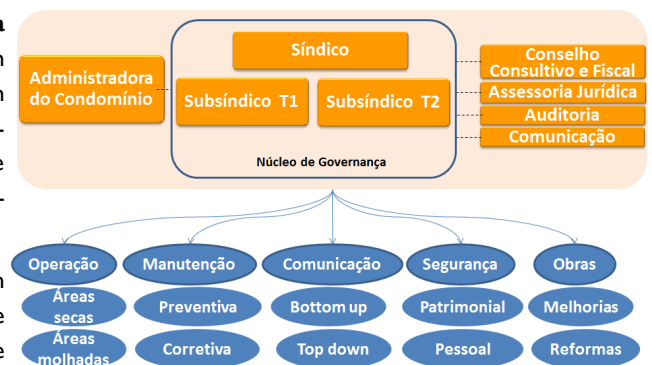 Síndico
Administradora
do Condomínio
Subsíndico T1
Subsíndico T2
Núcleo de Governança
Conselho
Consultivo e Fiscal
Assessoria Jurídica
Auditoria
Comunicação
Operação
Manutenção
Comunicação
Segurança
Obras
Áreas
secas
Preventiva
Bottom up
Patrimonial
Melhorias
Áreas
molhadas
Corretiva
Top down
Pessoal
Reformas